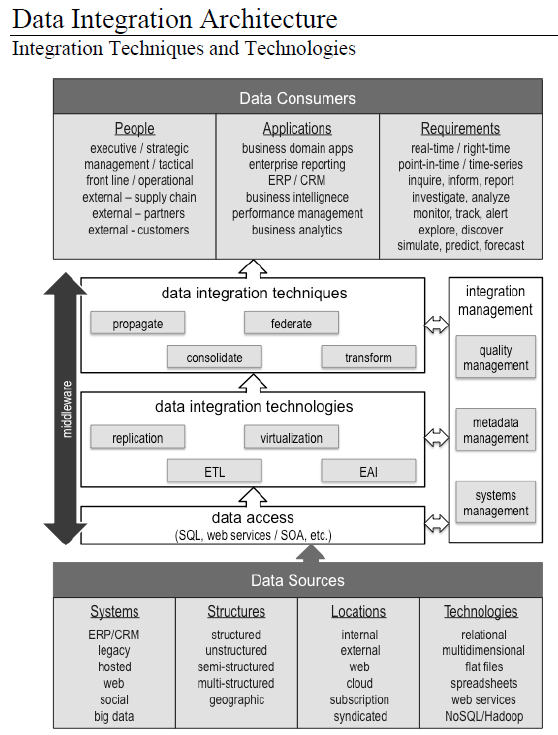 Data Integration Architecture
Integration Techniques and Technologies
Data Consumers
People
executive / strategic
management / tactical
front line / operational
external – supply chain
external – partners
external - customers
Applications
business domain apps
enterprise reporting
ERP / CRM
business intellignece
performance management
business analytics
Requirements
real-time / right-time
point-in-time / time-series
inquire, inform, report
investigate, analyze
monitor, track, alert
explore, discover
simulate, predict, forecast
middleware
data integration techniques
propagate
federate
consolidate
transform
data integration technologies
replication
virtualization
ETL
EAI
data access
(SQL, web services / SOA, etc.)
integration
management
quality
management
metadata
management
systems
management
Data Sources
Systems
ERP/CRM
legacy
hosted
web
social
big data
Structures
structured
unstructured
semi-structured
multi-structured
geographic
Locations
internal
external
web
cloud
subscription
syndicated
Technologies
relational
multidimensional
flat files
spreadsheets
web services
NoSQL/Hadoop